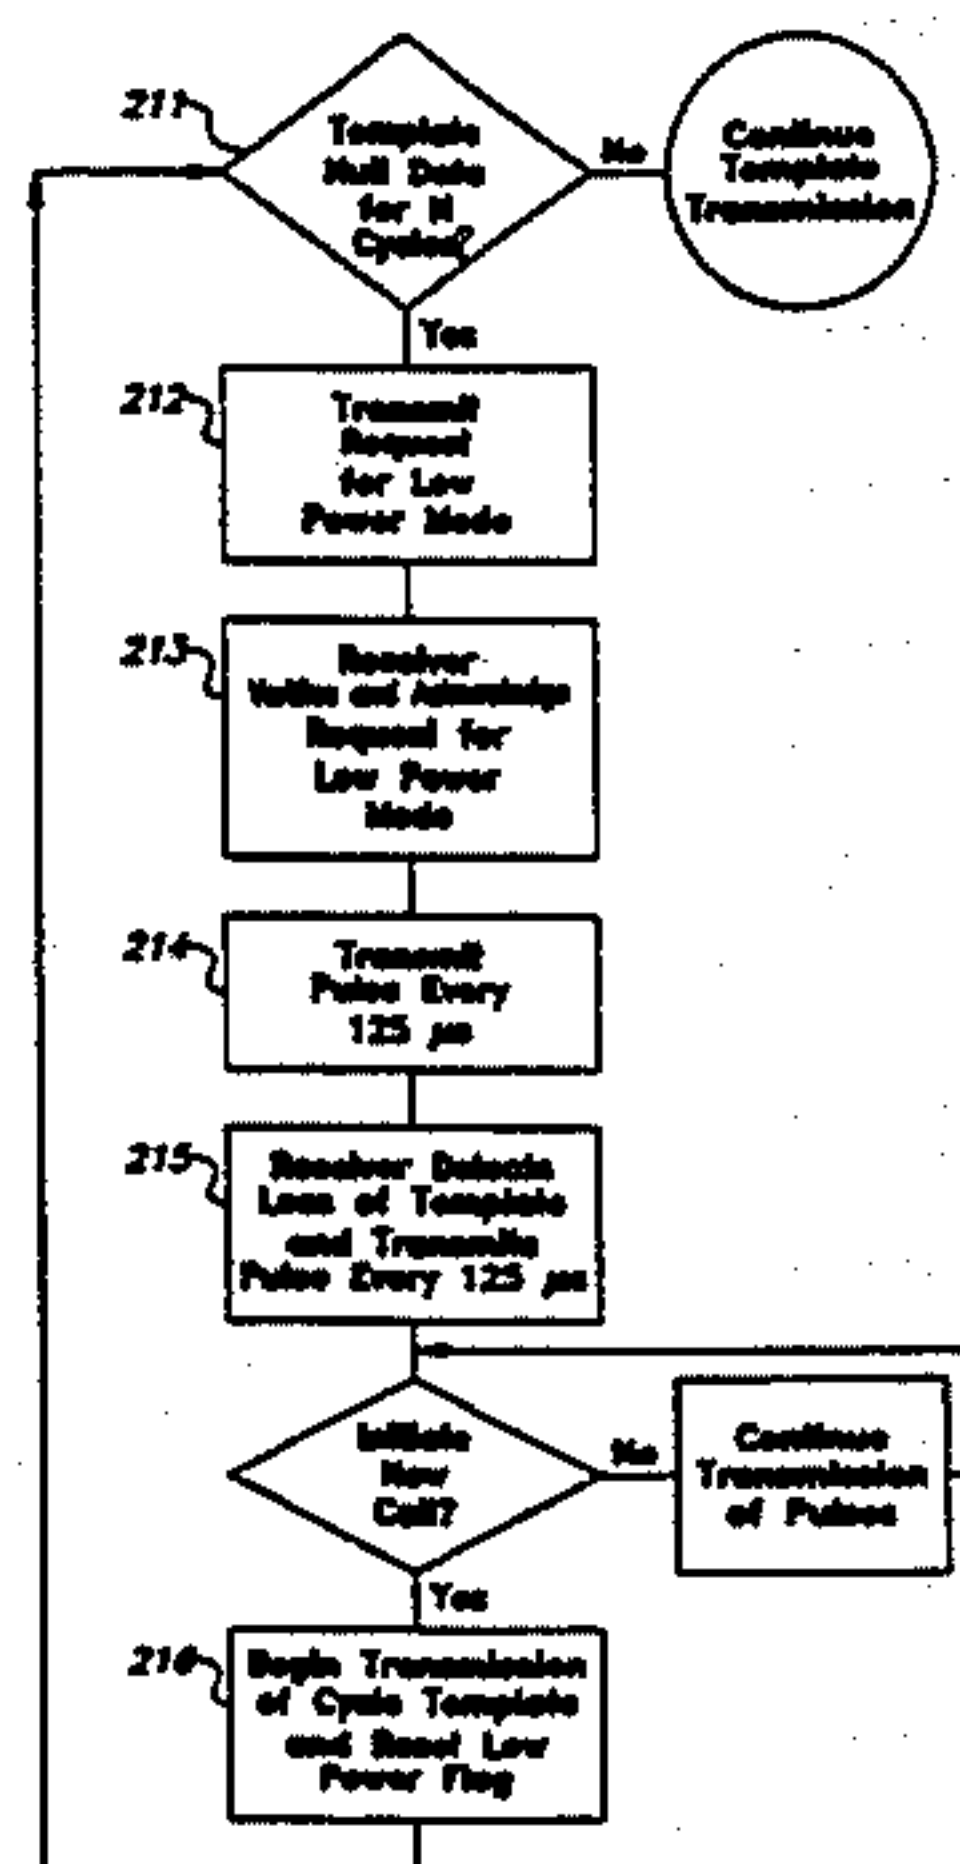 211
Template
Null Data
for N
Cycles?
No
Continue
Template
Transmission
Yes
212
Transmit
Request
for Low
Power Mode
213
Receiver
Verifies and Acknowledge
Request for
Low Power
Mode
214
Transmit
Pulse Every
125 µs
215
Receiver Detects
Loss of Template
and Transmits
Pulse Every 125 µs
Initiate
New
Call?
No
Continue
Transmission
of Pulses
Yes
216
Begin Transmission
of Cycle Template
and Reset Low
Power Flag